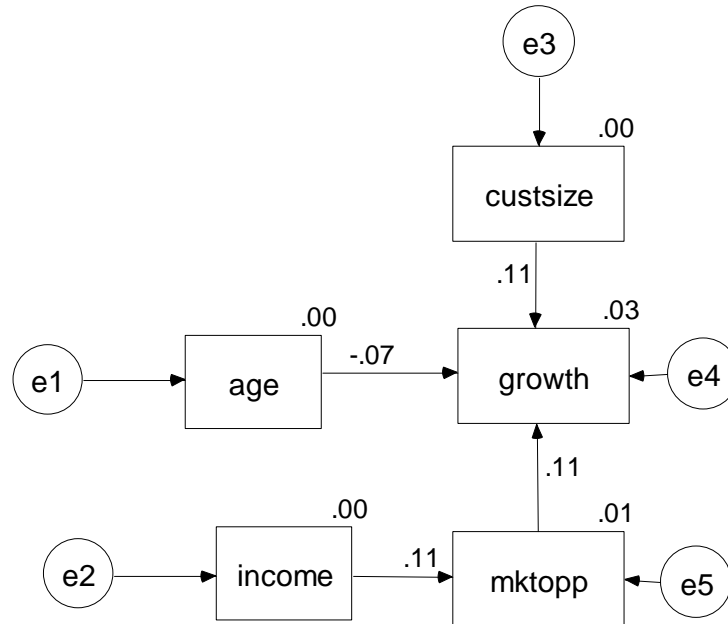 e3
.00
custsize
.11
.00
.03
-.07
e1
age
growth
e4
.11
.00
.01
e2
income
.11
mktopp
e5